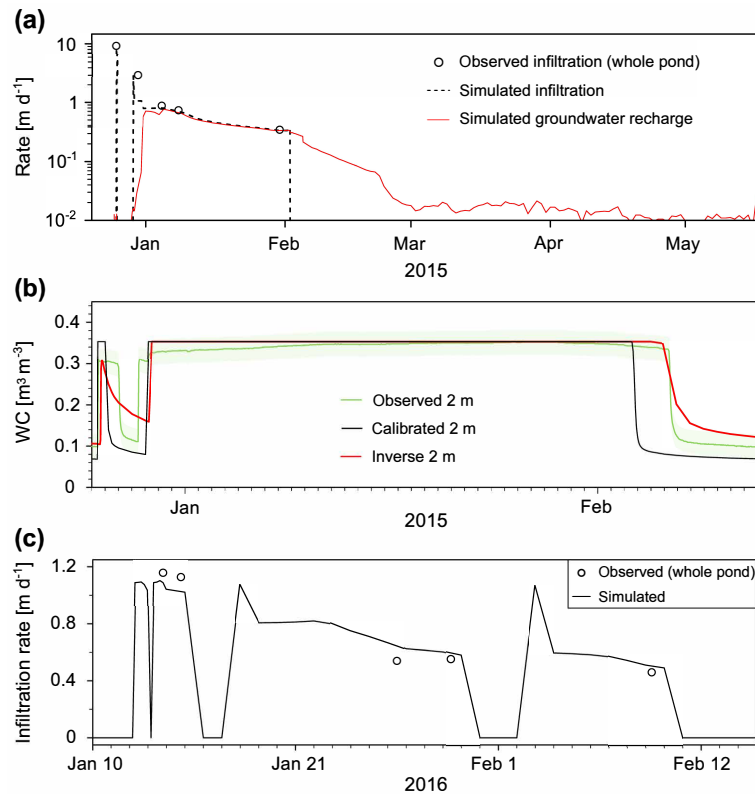 (a)
Rate [m d⁻¹]
10
1
10⁻¹
10⁻²
Observed infiltration (whole pond)
Simulated infiltration
Simulated groundwater recharge
Jan Feb Mar Apr May
2015
(b)
WC [m³ m⁻³]
0.4
0.3
0.2
0.1
0
Observed 2 m
Calibrated 2 m
Inverse 2 m
Jan Feb
2015
(c)
Infiltration rate [m d⁻¹]
1.2
0.8
0.4
0
Observed (whole pond)
Simulated
Jan 10 Jan 21 Feb 1 Feb 12
2016